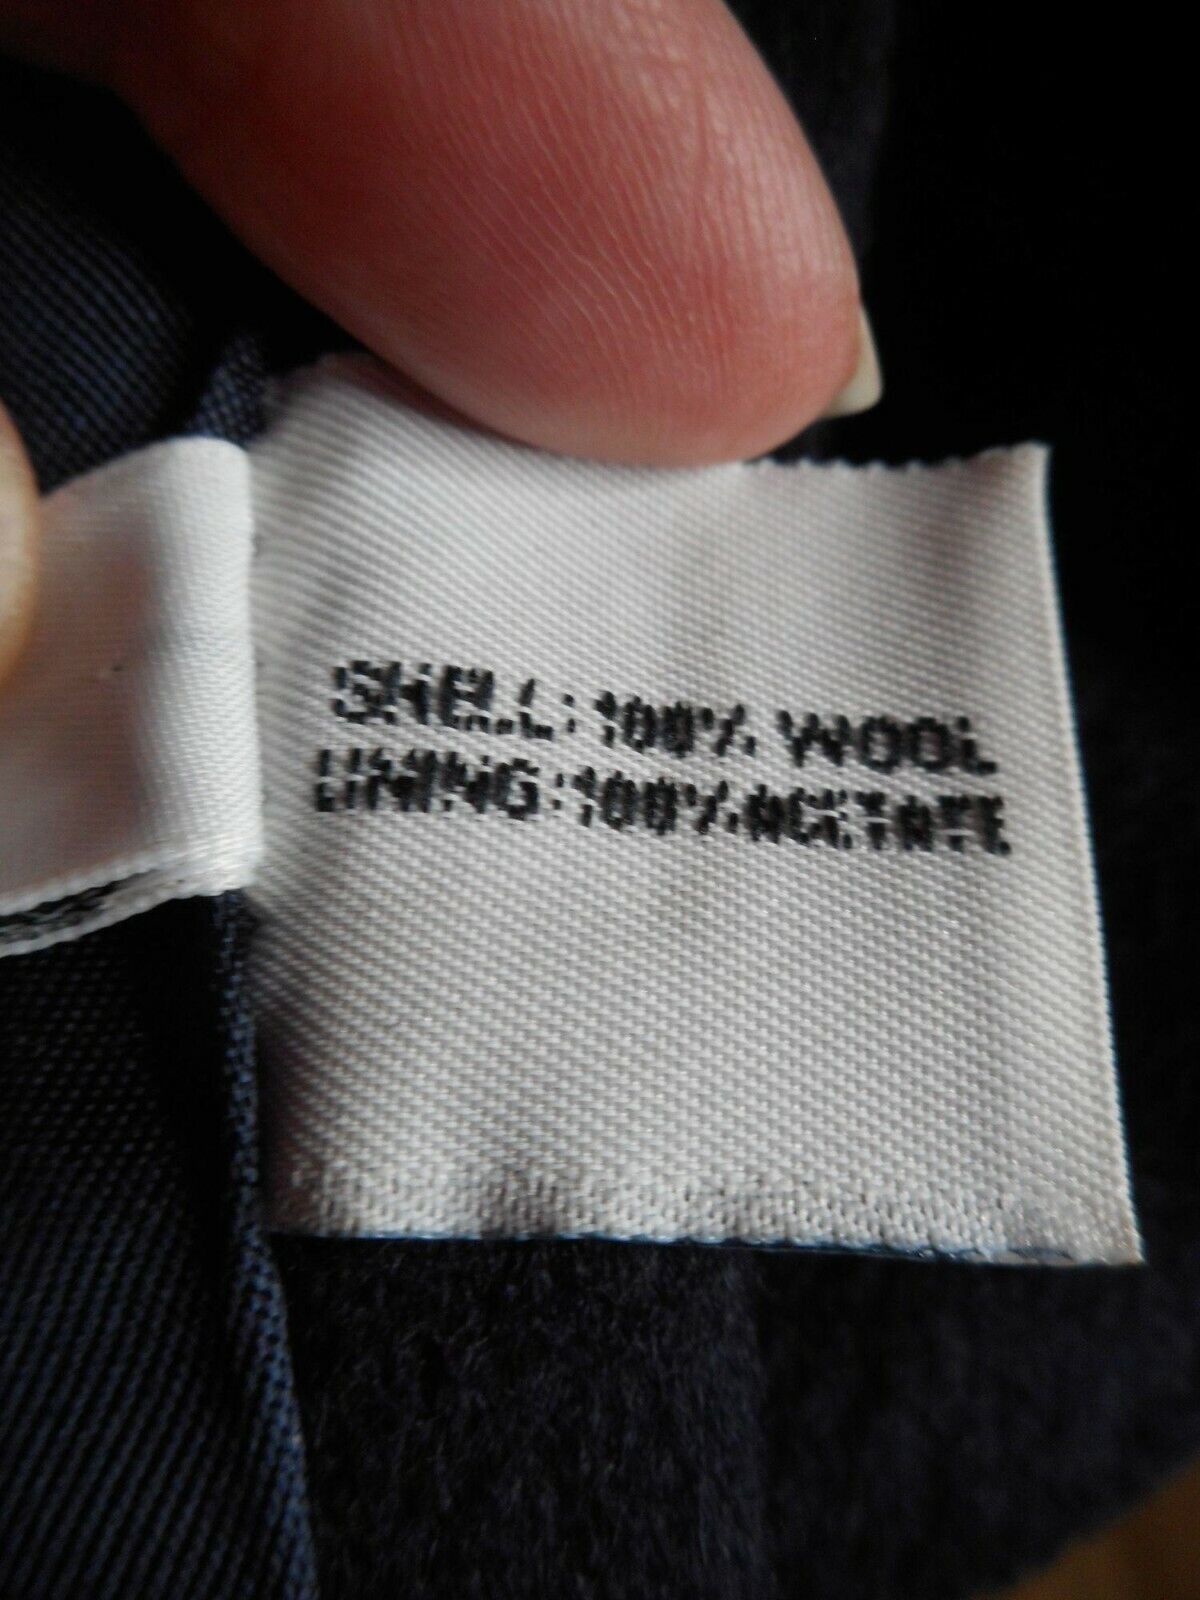 SHELL: 100% WOOL
LINING: 100% ACETATE